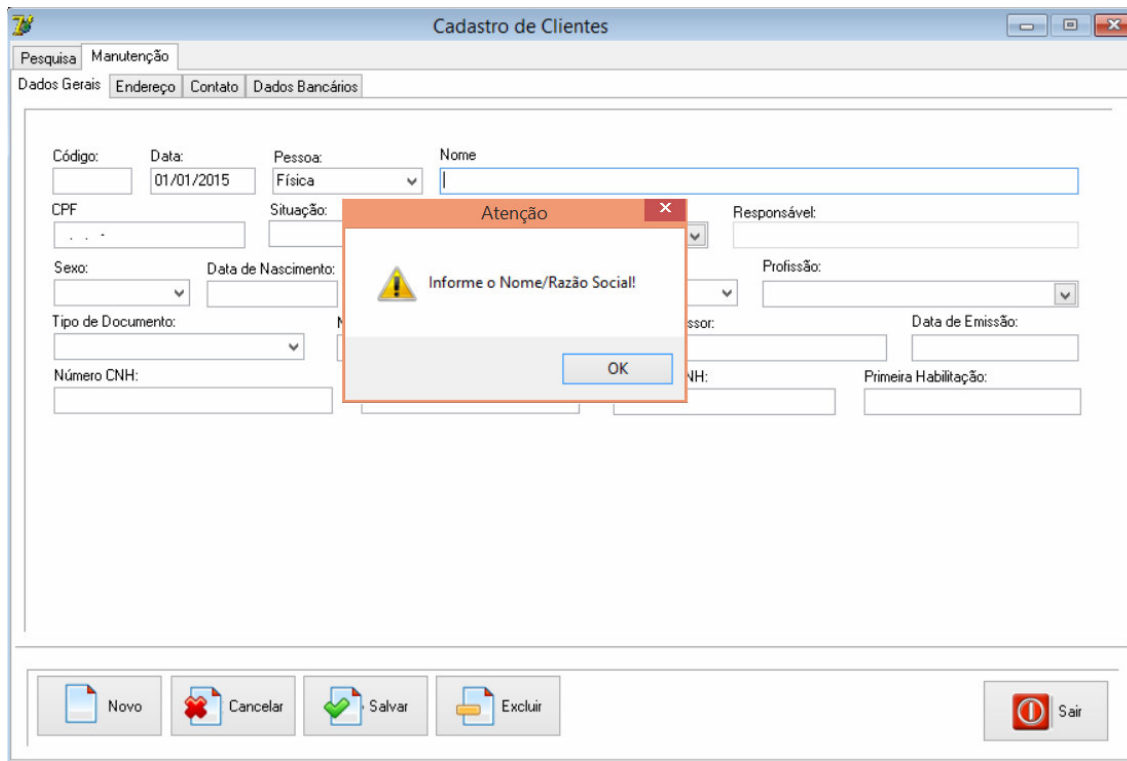 Cadastro de Clientes
Pesquisa Manutenção
Dados Gerais Endereço Contato Dados Bancários
Código: Data: Pessoa: Nome
01/01/2015 Física
CPF Situação: Responsável:
. . -
Atenção
Informe o Nome/Razão Social!
OK
Sexo: Data de Nascimento: Profissão:
Tipo de Documento: N ssor: Data de Emissão:
Número CNH: NH: Primeira Habilitação:
Novo Cancelar Salvar Excluir Sair